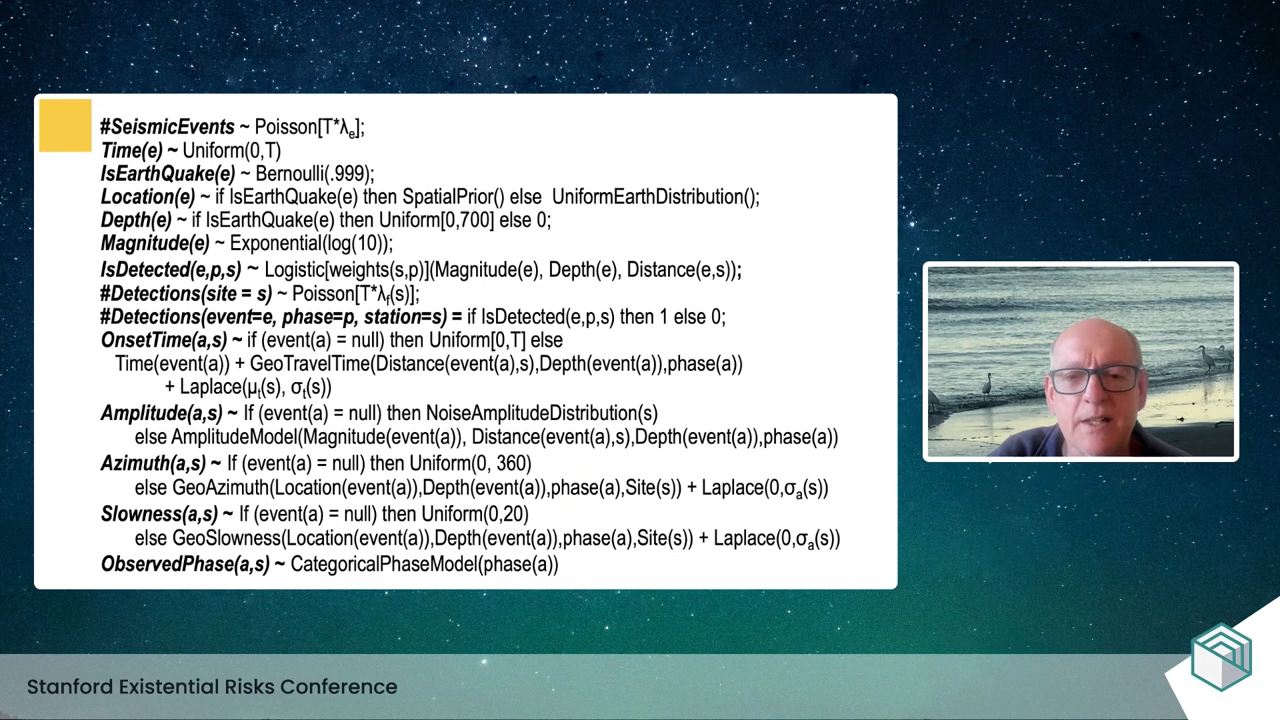 #SeismicEvents ~ Poisson[T*λe];
Time(e) ~ Uniform(0,T)
IsEarthQuake(e) ~ Bernoulli(.999);
Location(e) ~ if IsEarthQuake(e) then SpatialPrior() else UniformEarthDistribution();
Depth(e) ~ if IsEarthQuake(e) then Uniform[0,700] else 0;
Magnitude(e) ~ Exponential(log(10));
IsDetected(e,p,s) ~ Logistic[weights(s,p)](Magnitude(e), Depth(e), Distance(e,s));
#Detections(site = s) ~ Poisson[T*λf(s)];
#Detections(event=e, phase=p, station=s) = if IsDetected(e,p,s) then 1 else 0;
OnsetTime(a,s) ~ if (event(a) = null) then Uniform[0,T] else
Time(event(a)) + GeoTravelTime(Distance(event(a),s),Depth(event(a)),phase(a))
+ Laplace(μt(s), σt(s))
Amplitude(a,s) ~ If (event(a) = null) then NoiseAmplitudeDistribution(s)
else AmplitudeModel(Magnitude(event(a)), Distance(event(a),s),Depth(event(a)),phase(a))
Azimuth(a,s) ~ If (event(a) = null) then Uniform(0, 360)
else GeoAzimuth(Location(event(a)),Depth(event(a)),phase(a),Site(s)) + Laplace(0,σa(s))
Slowness(a,s) ~ If (event(a) = null) then Uniform(0,20)
else GeoSlowness(Location(event(a)),Depth(event(a)),phase(a),Site(s)) + Laplace(0,σa(s))
ObservedPhase(a,s) ~ CategoricalPhaseModel(phase(a))
Stanford Existential Risks Conference